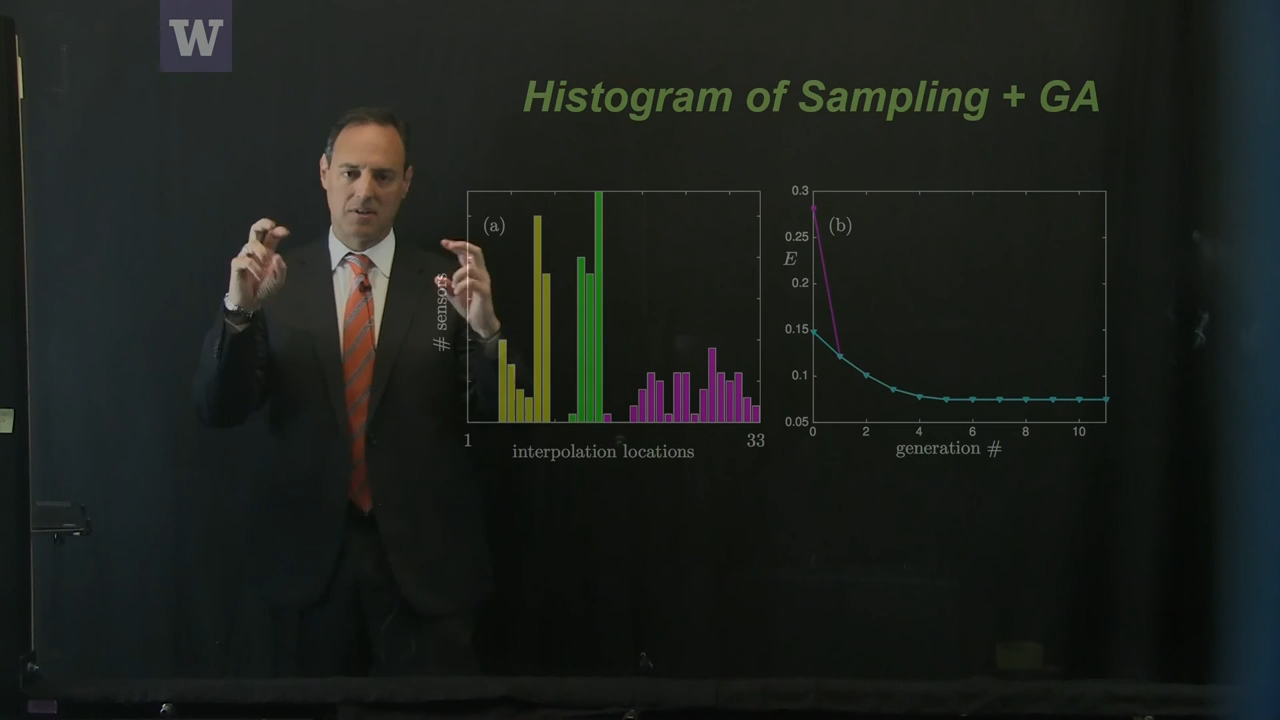 W
Histogram of Sampling + GA
(a)
# sensors
1
33
interpolation locations
(b)
E
0.3
0.25
0.2
0.15
0.1
0.05
0
2
4
6
8
10
generation #